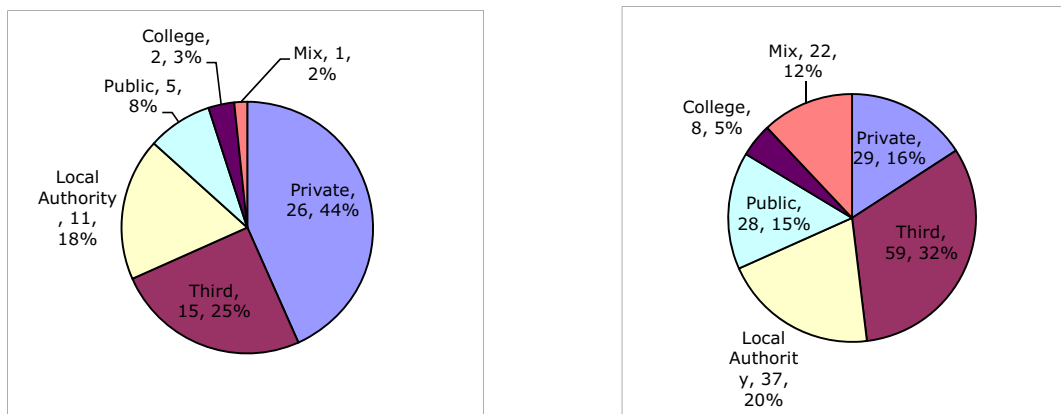 College,
2, 3%
Mix, 1,
2%
Public, 5,
8%
Local
Authority
, 11,
18%
Private,
26, 44%
Third,
15, 25%
Mix, 22,
12%
College,
8, 5%
Private,
29, 16%
Public,
28, 15%
Third,
59, 32%
Local
Authorit
y, 37,
20%